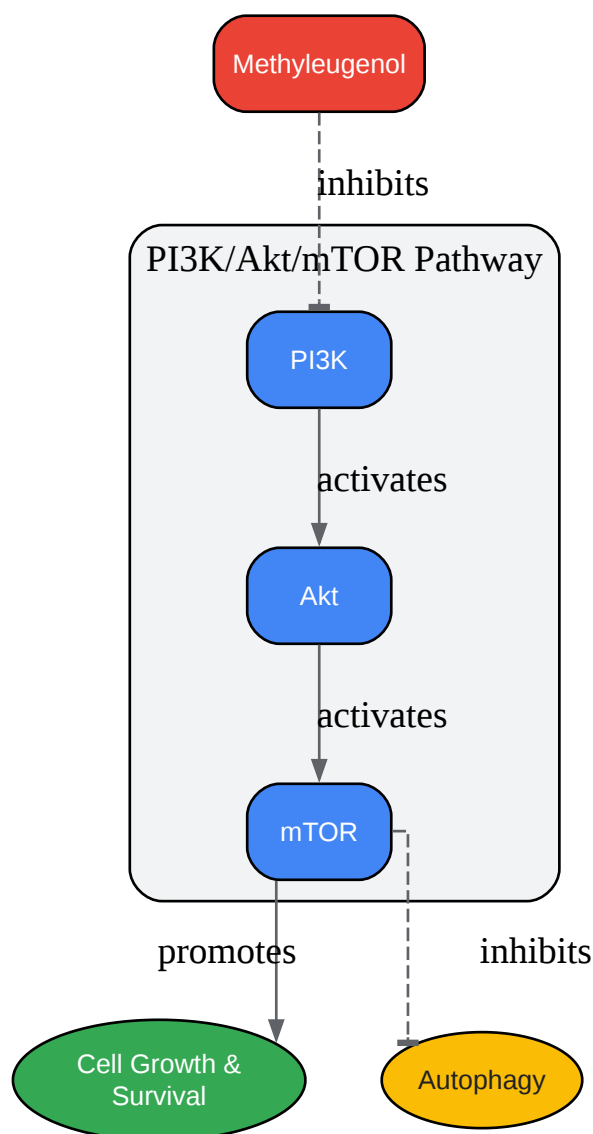 Methyleugenol
inhibits
PI3K/Akt/mTOR Pathway
PI3K
activates
Akt
activates
mTOR
promotes
inhibits
Cell Growth &
Survival
Autophagy